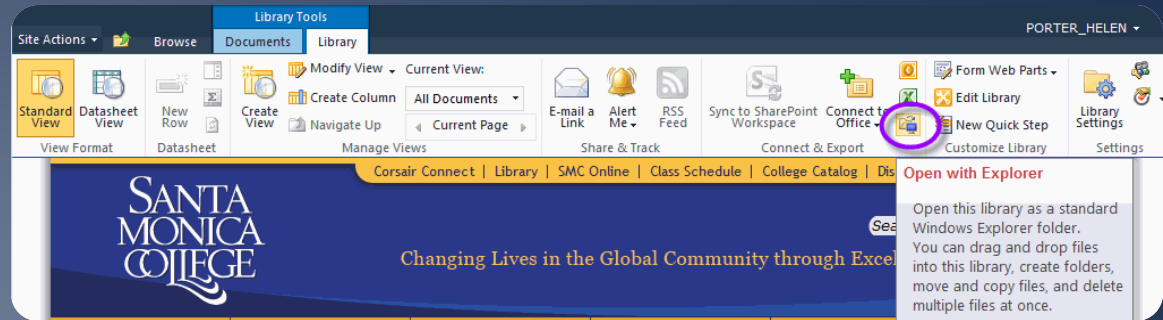 Library Tools
PORTER_HELEN
Site Actions Browse Documents Library
Standard View
Datasheet View
View Format
New Row
Datasheet
Create View
Modify View
Create Column
Navigate Up
Current View:
All Documents
Current Page
Manage Views
E-mail a Link
Alert Me
RSS Feed
Share & Track
Sync to SharePoint Workspace
Connect to Office
Connect & Export
Form Web Parts
Edit Library
New Quick Step
Customize Library
Library Settings
Settings
Corsair Connect | Library | SMC Online | Class Schedule | College Catalog | Dis
SANTA
MONICA
COLLEGE
Sea
Changing Lives in the Global Community through Excel
Open with Explorer
Open this library as a standard
Windows Explorer folder.
You can drag and drop files
into this library, create folders,
move and copy files, and delete
multiple files at once.